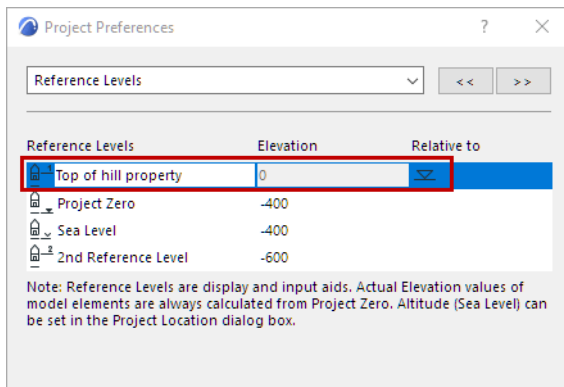 Project Preferences ? ×
Reference Levels << >>
Reference Levels Elevation Relative to
1 Top of hill property 0
Project Zero -400
Sea Level -400
2 2nd Reference Level -600
Note: Reference Levels are display and input aids. Actual Elevation values of
model elements are always calculated from Project Zero. Altitude (Sea Level) can
be set in the Project Location dialog box.